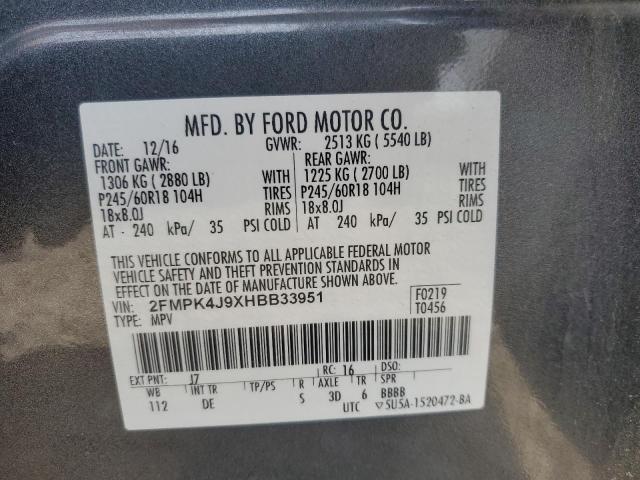 MFD. BY FORD MOTOR CO.
DATE: 12/16 GVWR: 2513 KG ( 5540 LB)
FRONT GAWR: REAR GAWR:
1306 KG ( 2880 LB) WITH 1225 KG ( 2700 LB) WITH
P245/60R18 104H TIRES P245/60R18 104H TIRES
18x8.0J RIMS 18x8.0J RIMS
AT - 240 kPa/ 35 PSI COLD AT 240 kPa/ 35 PSI COLD
THIS VEHICLE CONFORMS TO ALL APPLICABLE FEDERAL MOTOR
VEHICLE SAFETY AND THEFT PREVENTION STANDARDS IN
EFFECT ON THE DATE OF MANUFACTURE SHOWN ABOVE.
VIN: 2FMPK4J9XHBB33951 F0219
TYPE: MPV T0456
EXT PNT: J7 RC: 16 DSO:
WB INT TR TP/PS R AXLE TR SPR
112 DE S 3D 6 BBBB
UTC ▽5U5A-1520472-BA